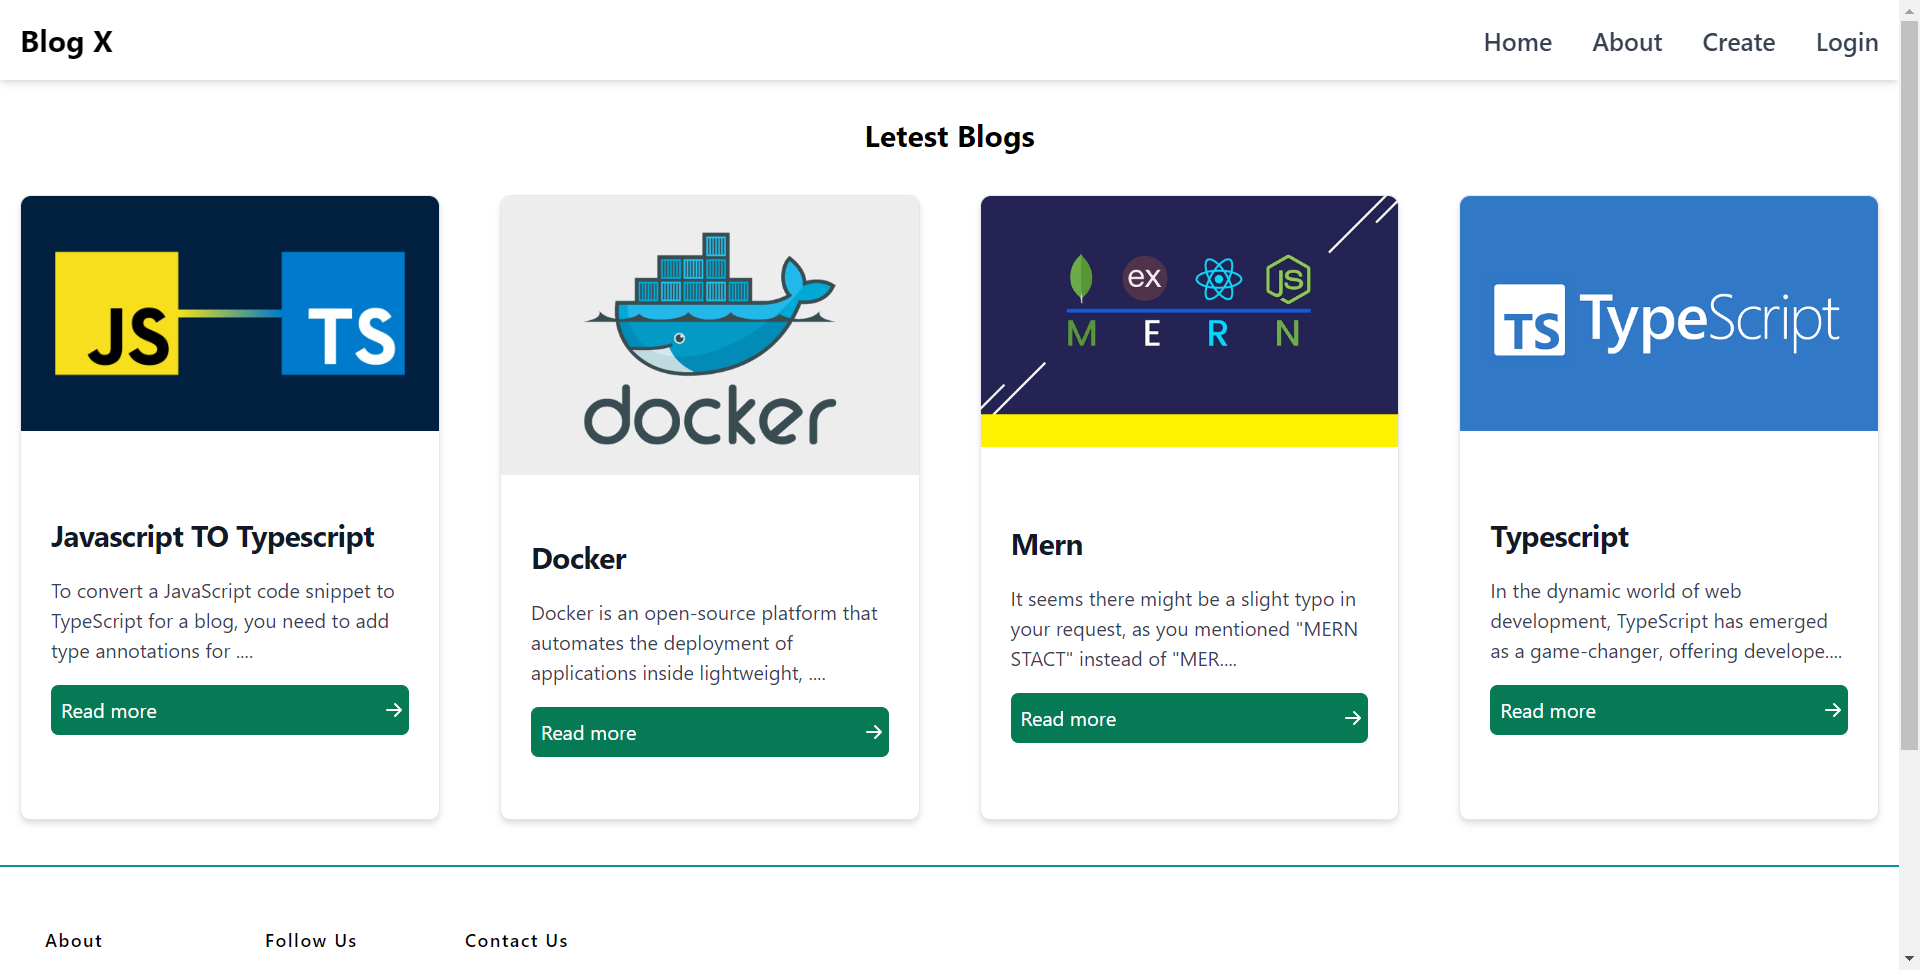 Blog X
Home About Create Login
Letest Blogs
JS TS
Javascript TO Typescript
To convert a JavaScript code snippet to
TypeScript for a blog, you need to add
type annotations for ....
Read more
docker
Docker
Docker is an open-source platform that
automates the deployment of
applications inside lightweight, ....
Read more
ex JS
M E R N
Mern
It seems there might be a slight typo in
your request, as you mentioned "MERN
STACT" instead of "MER....
Read more
TS TypeScript
Typescript
In the dynamic world of web
development, TypeScript has emerged
as a game-changer, offering develope....
Read more
About Follow Us Contact Us